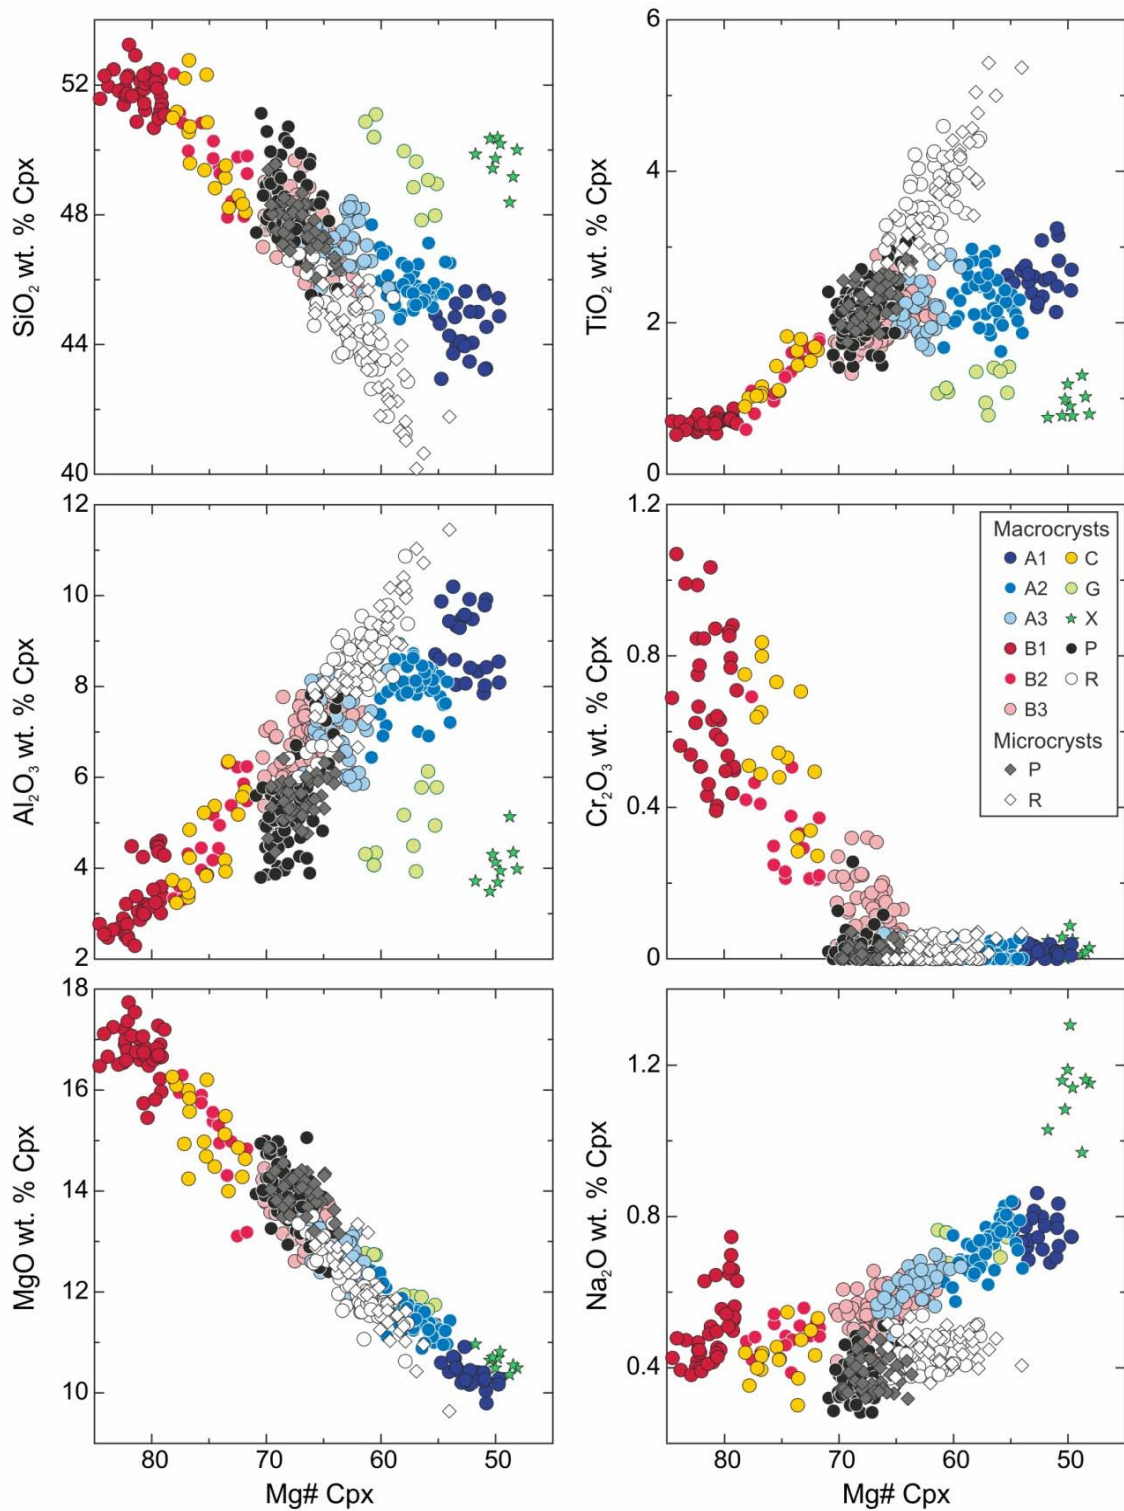 SiO2 wt. % Cpx
52
48
44
40
TiO2 wt. % Cpx
6
4
2
0
Al2O3 wt. % Cpx
12
10
8
6
4
2
Cr2O3 wt. % Cpx
1.2
0.8
0.4
0
Macrocrysts
A1 C
A2 G
A3 X
B1 P
B2 R
B3
Microcrysts
P
R
MgO wt. % Cpx
18
16
14
12
10
80 70 60 50
Mg# Cpx
Na2O wt. % Cpx
1.2
0.8
0.4
80 70 60 50
Mg# Cpx